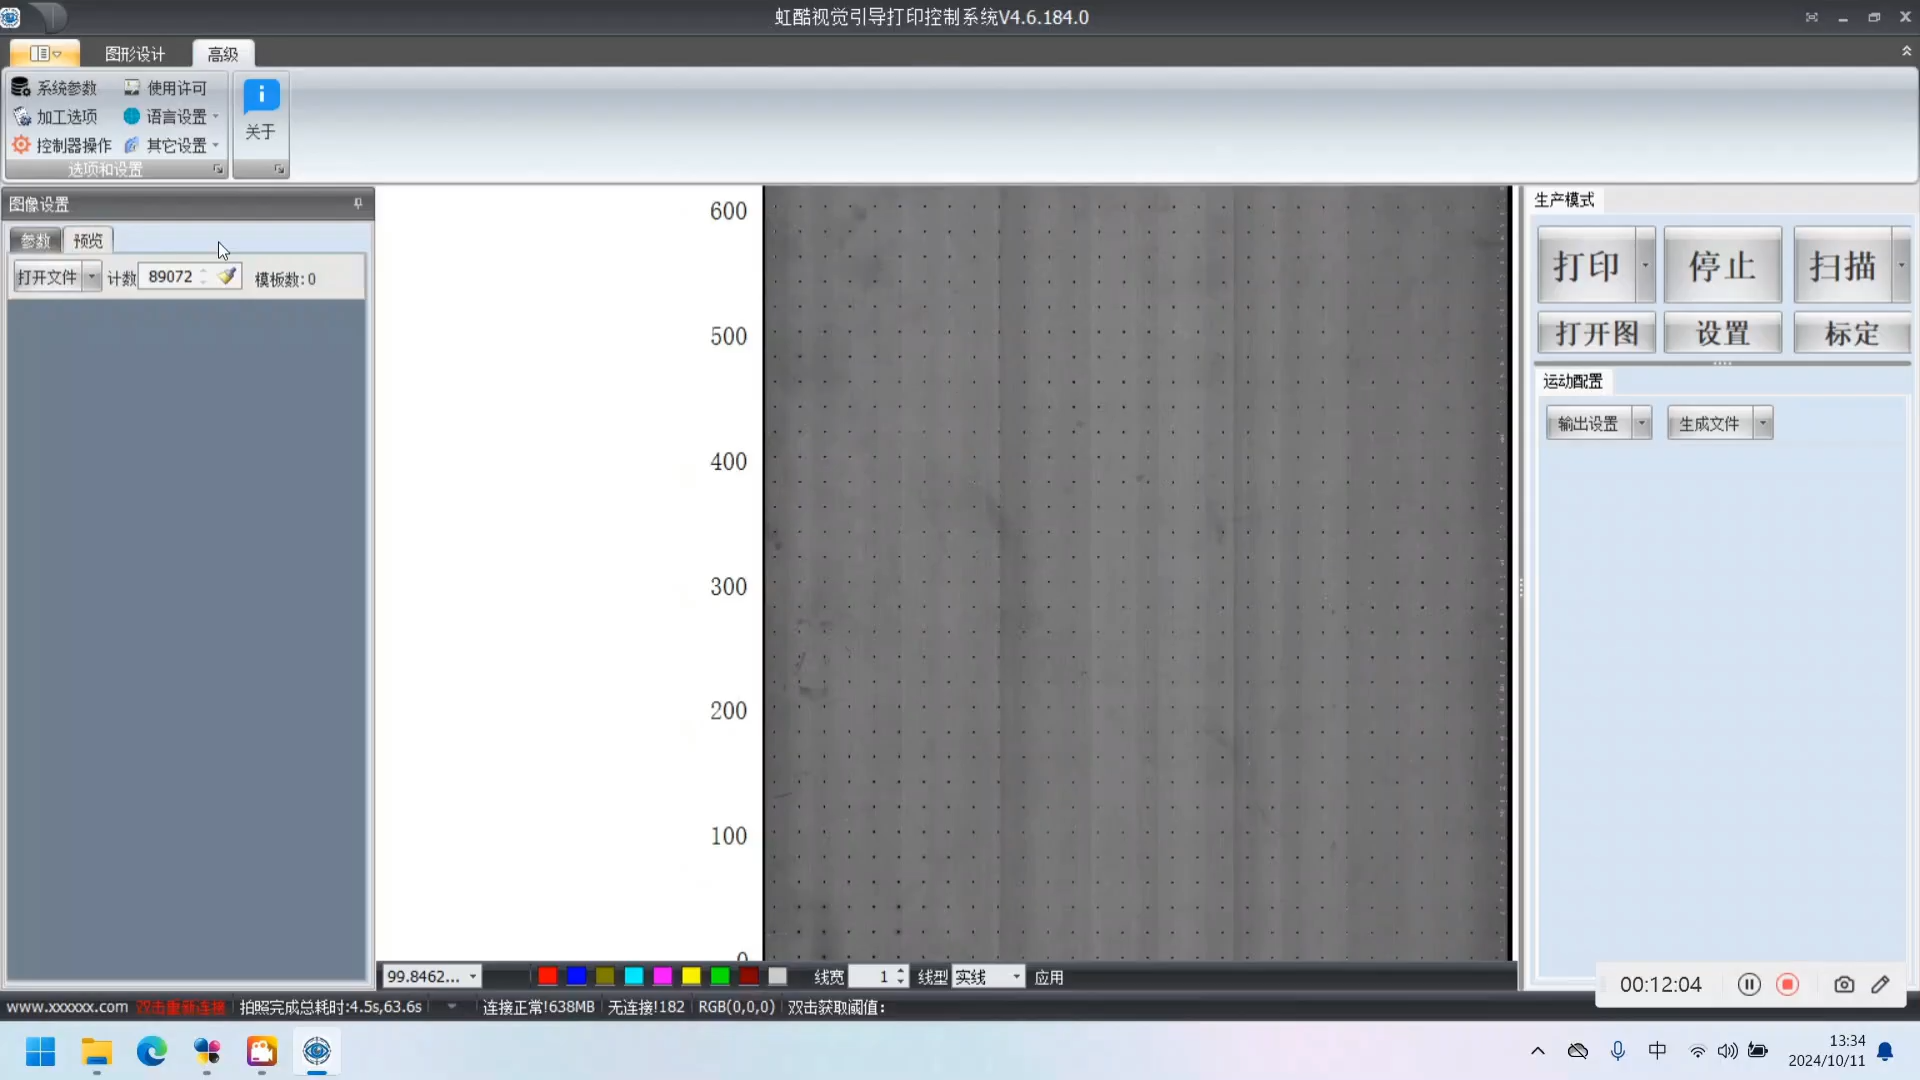 虹酷视觉引导打印控制系统V4.6.184.0
图形设计 高级
系统参数 使用许可
加工选项 语言设置
控制器操作 其它设置
选项和设置
关于
图像设置
参数 预览
打开文件 计数 89072 模板数: 0
600
500
400
300
200
100
0
生产模式
打印 停止 扫描
打开图 设置 标定
运动配置
输出设置 生成文件
99.8462... 线宽 1 线型 实线 应用
00:12:04
www.xxxxxx.com 双击重新连接 拍照完成总耗时:4.5s,63.6s 连接正常!638MB 无连接!182 RGB(0,0,0) 双击获取阈值:
中
13:34
2024/10/11